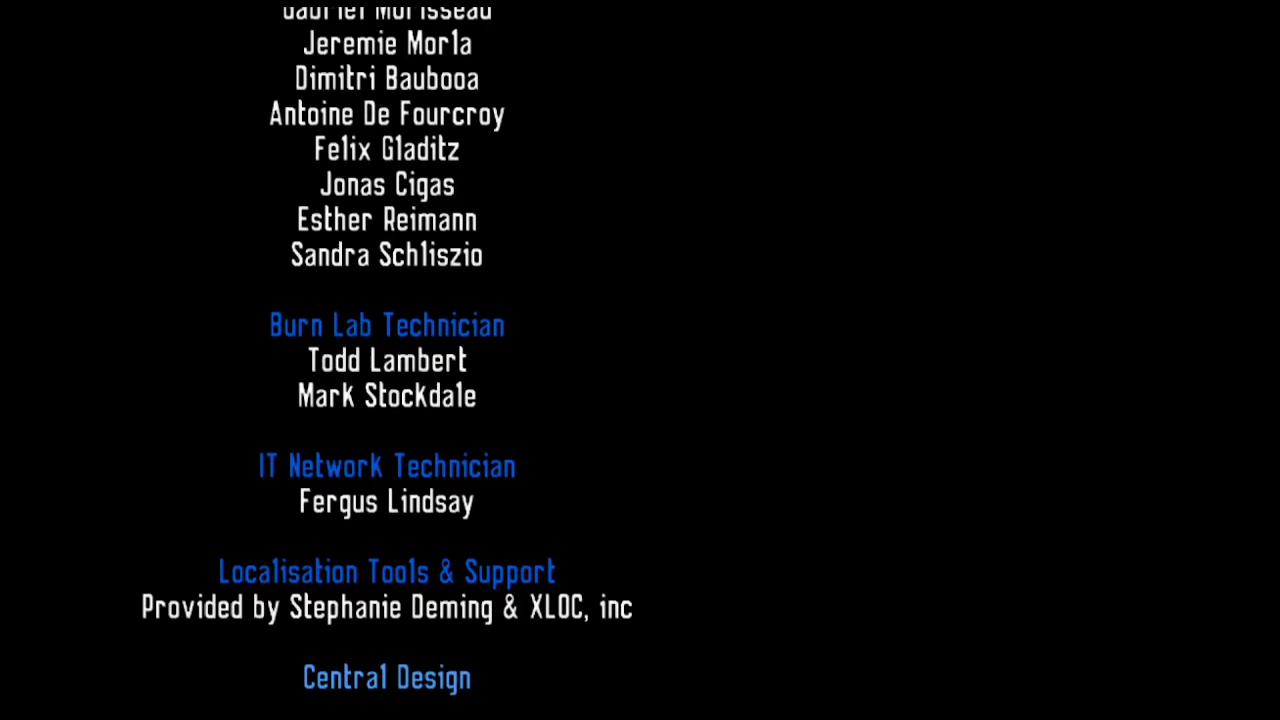 Gabriel Morisseau
Jeremie Morla
Dimitri Baubooa
Antoine De Fourcroy
Felix Gladitz
Jonas Cigas
Esther Reimann
Sandra Schliszio
Burn Lab Technician
Todd Lambert
Mark Stockdale
IT Network Technician
Fergus Lindsay
Localisation Tools & Support
Provided by Stephanie Deming & XLOC, inc
Central Design